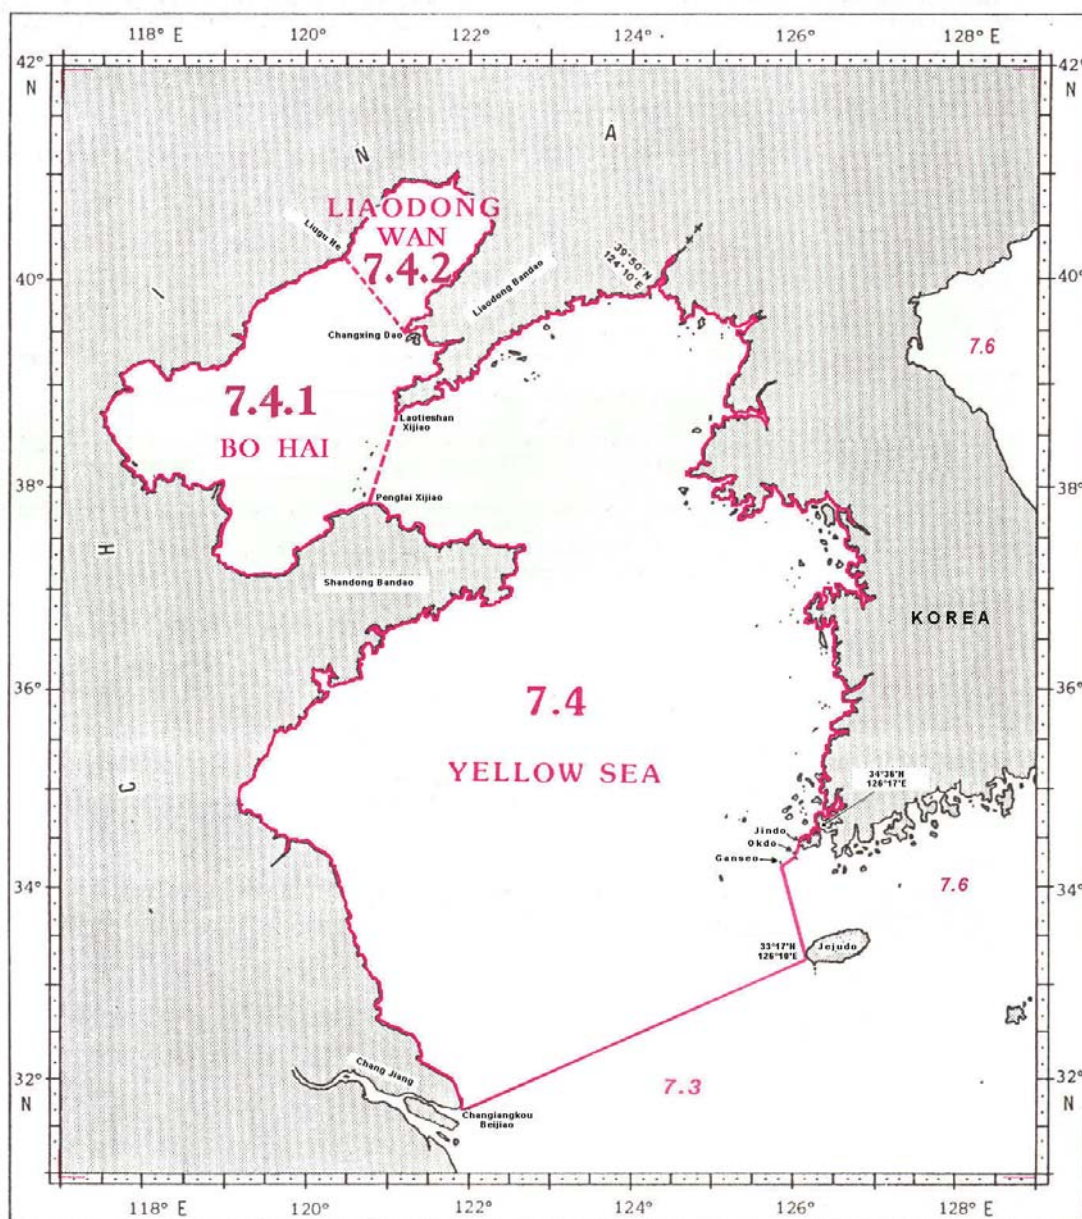 118° E
120°
122°
124°
126°
128° E
42°
N
42°
N
C H I N A
LIAODONG
WAN
7.4.2
Liugu He
39°50'N
124°10'E
Liaodong Bandao
40°
40°
Changxing Dao
7.6
7.4.1
BO HAI
Laotieshan
Xijiao
38°
Penglai Xijiao
38°
Shandong Bandao
KOREA
36°
7.4
36°
YELLOW SEA
34°36'N
126°17'E
Jindo
Okdo
Ganseo
34°
7.6
34°
33°17'N
126°10'E
Jejudo
Chang Jiang
32°
N
7.3
32°
N
Changjangkou
Beijiao
118° E
120°
122°
124°
126°
128° E